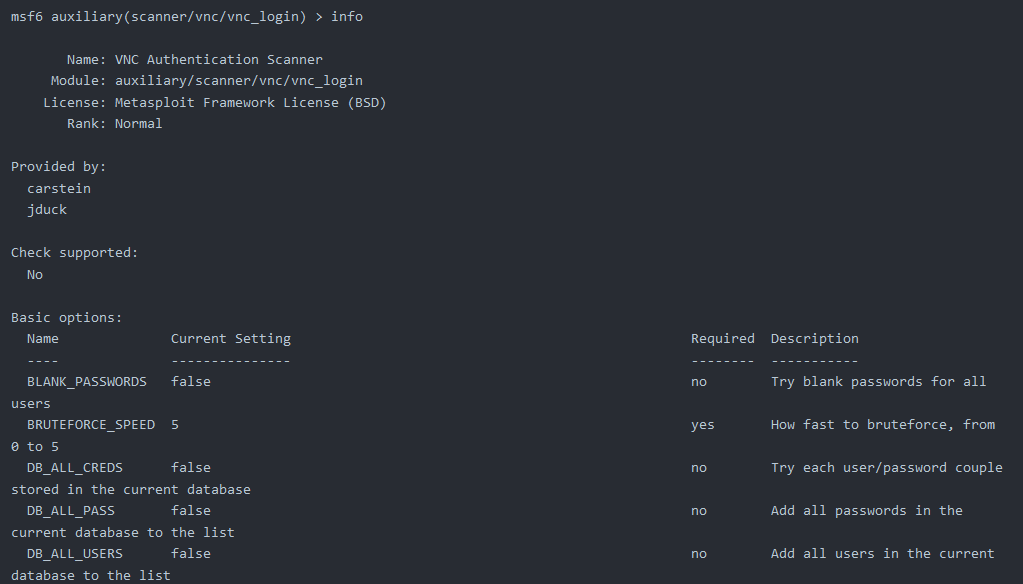 msf6 auxiliary(scanner/vnc/vnc_login) > info

       Name: VNC Authentication Scanner
     Module: auxiliary/scanner/vnc/vnc_login
    License: Metasploit Framework License (BSD)
       Rank: Normal

Provided by:
  carstein
  jduck

Check supported:
  No

Basic options:
  Name              Current Setting                                                  Required  Description
  ----              ---------------                                                  --------  -----------
  BLANK_PASSWORDS   false                                                            no        Try blank passwords for all
users
  BRUTEFORCE_SPEED  5                                                                yes       How fast to bruteforce, from
0 to 5
  DB_ALL_CREDS      false                                                            no        Try each user/password couple
stored in the current database
  DB_ALL_PASS       false                                                            no        Add all passwords in the
current database to the list
  DB_ALL_USERS      false                                                            no        Add all users in the current
database to the list